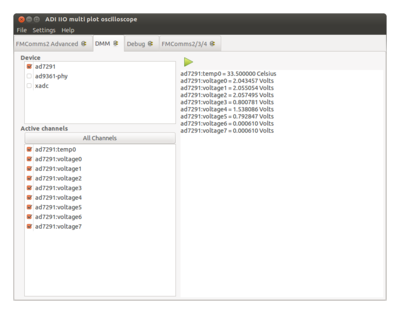 ADI IIO multi plot oscilloscope
File Settings Help
FMComms2 Advanced DMM Debug FMComms2/3/4
Device
ad7291
ad9361-phy
xadc
Active channels
All Channels
ad7291:temp0
ad7291:voltage0
ad7291:voltage1
ad7291:voltage2
ad7291:voltage3
ad7291:voltage4
ad7291:voltage5
ad7291:voltage6
ad7291:voltage7
ad7291:temp0 = 33.500000 Celsius
ad7291:voltage0 = 2.043457 Volts
ad7291:voltage1 = 2.055054 Volts
ad7291:voltage2 = 2.057495 Volts
ad7291:voltage3 = 0.800781 Volts
ad7291:voltage4 = 1.538086 Volts
ad7291:voltage5 = 0.792847 Volts
ad7291:voltage6 = 0.000610 Volts
ad7291:voltage7 = 0.000610 Volts